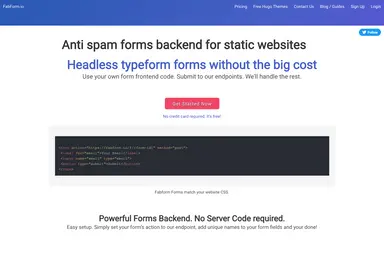 FabForm.io
Pricing Free Hugo Themes Contact Us Blog / Guides Sign Up Login
Follow
Anti spam forms backend for static websites
Headless typeform forms without the big cost
Use your own form frontend code. Submit to our endpoints. We'll handle the rest.
Get Started Now
No credit card required. It's free!
Fabform Forms match your website CSS.
Powerful Forms Backend. No Server Code required.
Easy setup. Simply set your form's action to our endpoint, add unique names to your form fields and your done!